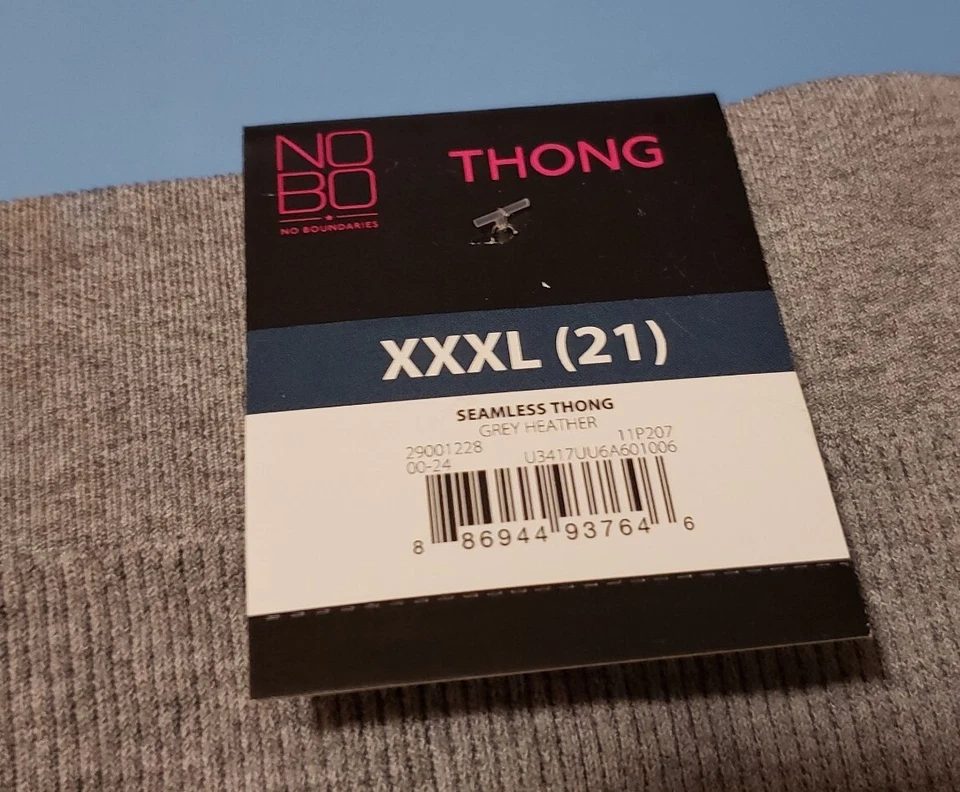 NO
BO
NO BOUNDARIES
THONG
XXXL (21)
SEAMLESS THONG
GREY HEATHER
29001228 11P207
00-24 U3417UU6A601006
8 86944 93764 6